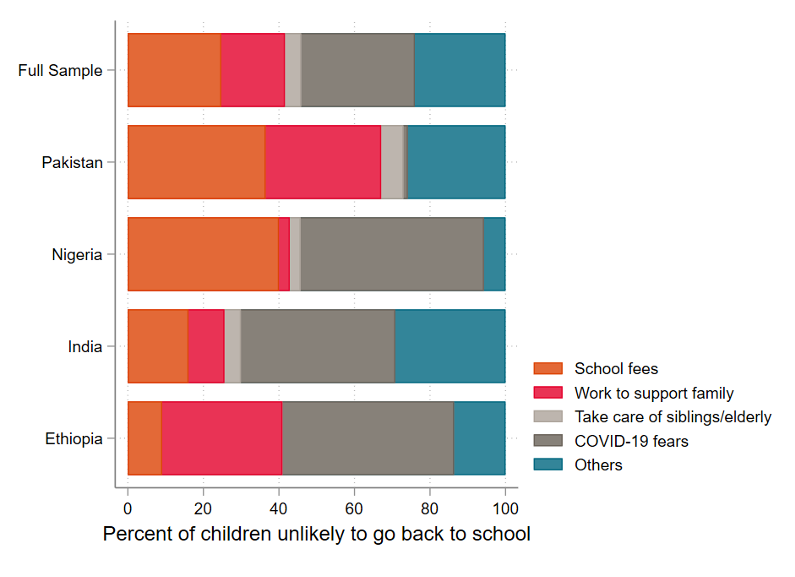 Full Sample
Pakistan
Nigeria
India
Ethiopia
0 20 40 60 80 100
Percent of children unlikely to go back to school
School fees
Work to support family
Take care of siblings/elderly
COVID-19 fears
Others